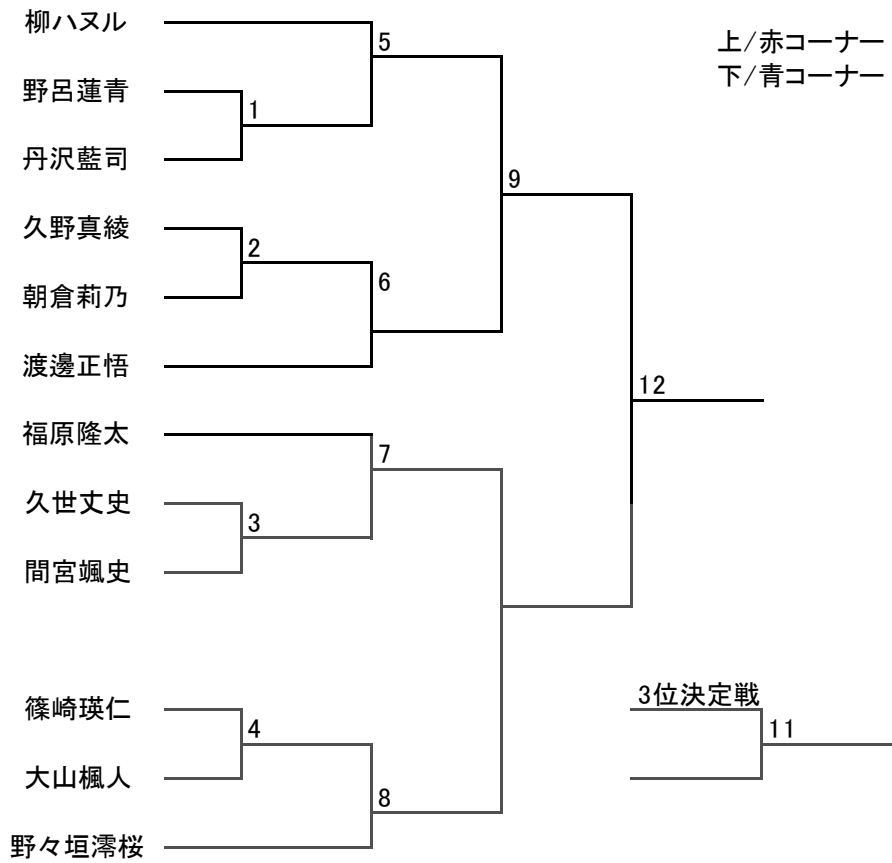 柳ハヌル
5
上/赤コーナー
下/青コーナー
野呂蓮青
1
丹沢藍司
9
久野真綾
2
6
朝倉莉乃
渡邊正悟
12
福原隆太
7
久世丈史
3
間宮颯史
3位決定戦
篠崎瑛仁
4
11
大山楓人
8
野々垣澪桜